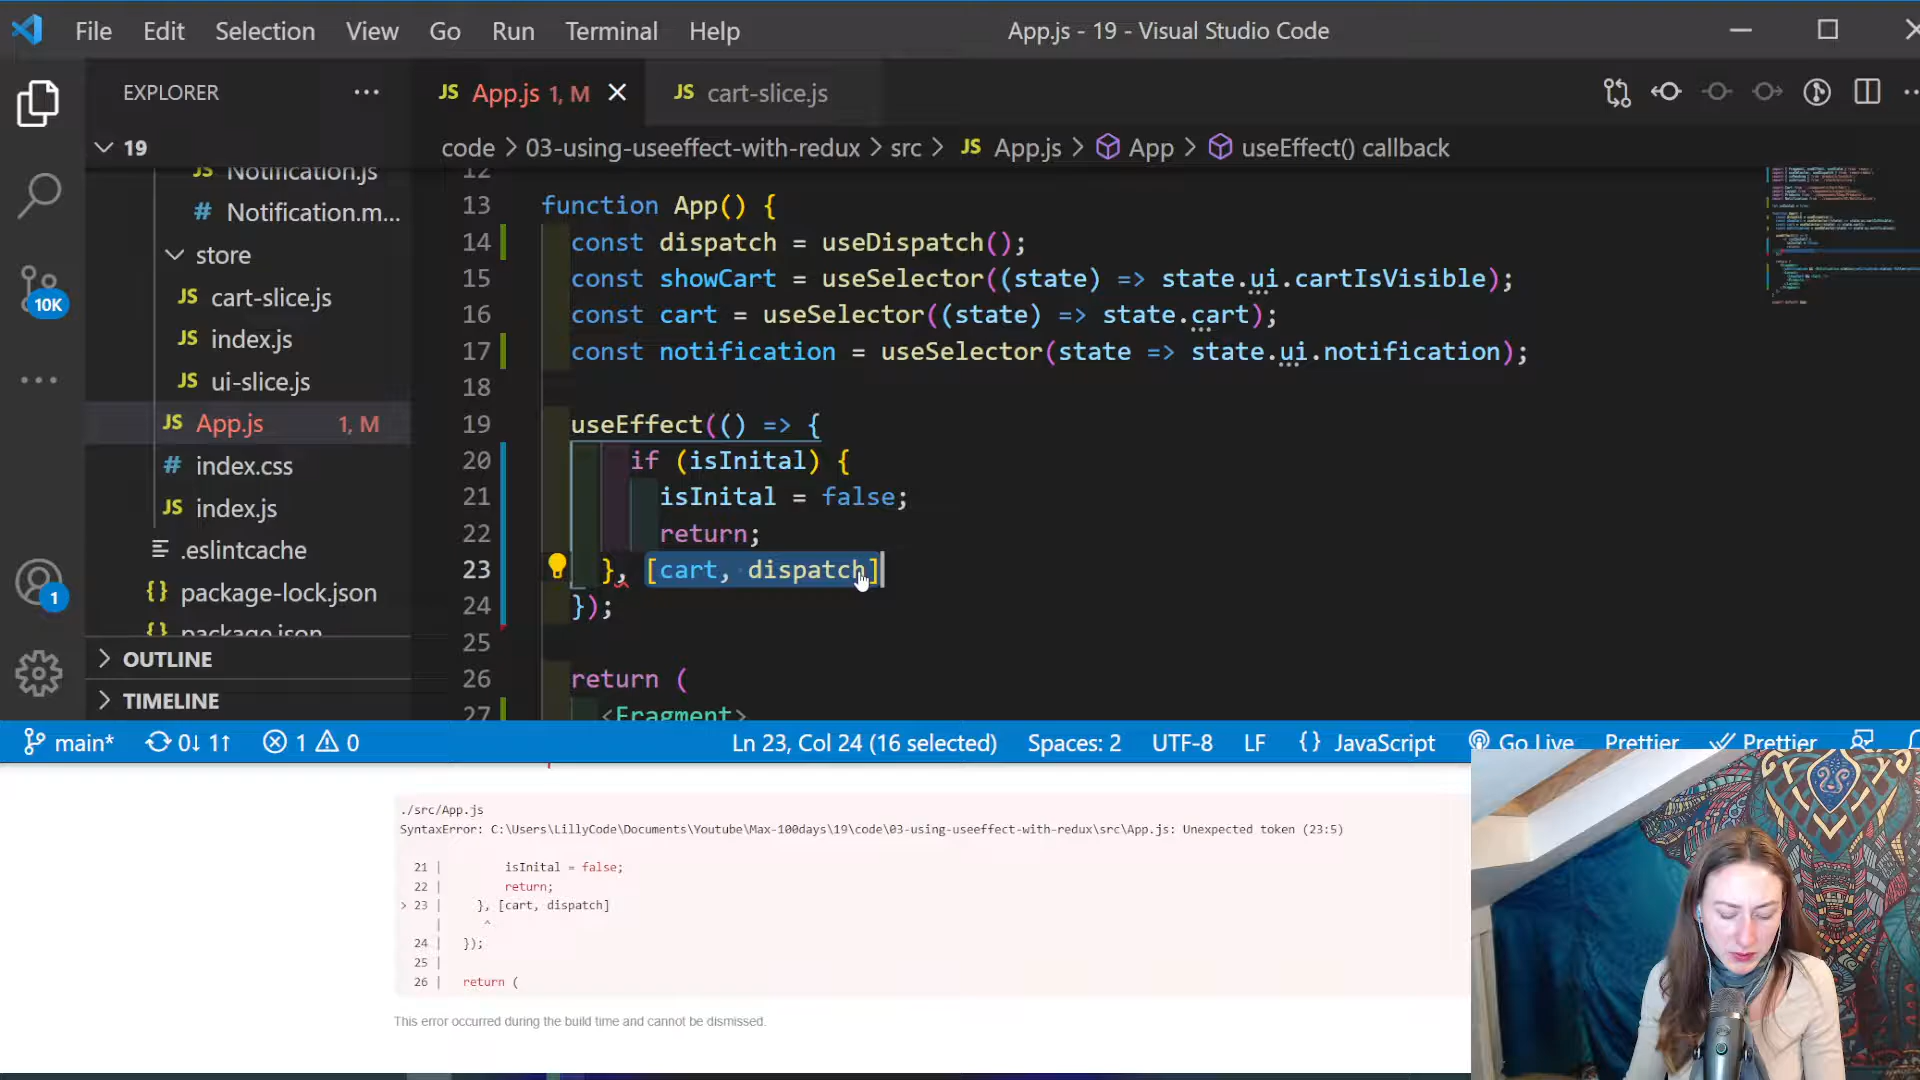 File Edit Selection View Go Run Terminal Help
App.js - 19 - Visual Studio Code
EXPLORER
JS App.js 1, M
JS cart-slice.js
19
code > 03-using-useeffect-with-redux > src > JS App.js > App > useEffect() callback
JS Notification.js
# Notification.m...
store
JS cart-slice.js
JS index.js
JS ui-slice.js
JS App.js 1, M
# index.css
JS index.js
.eslintcache
{} package-lock.json
{} package.json
OUTLINE
TIMELINE
10K
1
12
13 function App() {
14 const dispatch = useDispatch();
15 const showCart = useSelector((state) => state.ui.cartIsVisible);
16 const cart = useSelector((state) => state.cart);
17 const notification = useSelector(state => state.ui.notification);
18
19 useEffect(() => {
20 if (isInital) {
21 isInital = false;
22 return;
23 }, [cart, dispatch]
24 });
25
26 return (
27 <Fragment>
main* 0↓ 1↑ 1 0 Ln 23, Col 24 (16 selected) Spaces: 2 UTF-8 LF {} JavaScript Go Live Prettier Prettier
./src/App.js
SyntaxError: C:\Users\LillyCode\Documents\Youtube\Max-100days\19\code\03-using-useeffect-with-redux\src\App.js: Unexpected token (23:5)
21 | isInital = false;
22 | return;
> 23 | }, [cart, dispatch]
| ^
24 | });
25 |
26 | return (
This error occurred during the build time and cannot be dismissed.